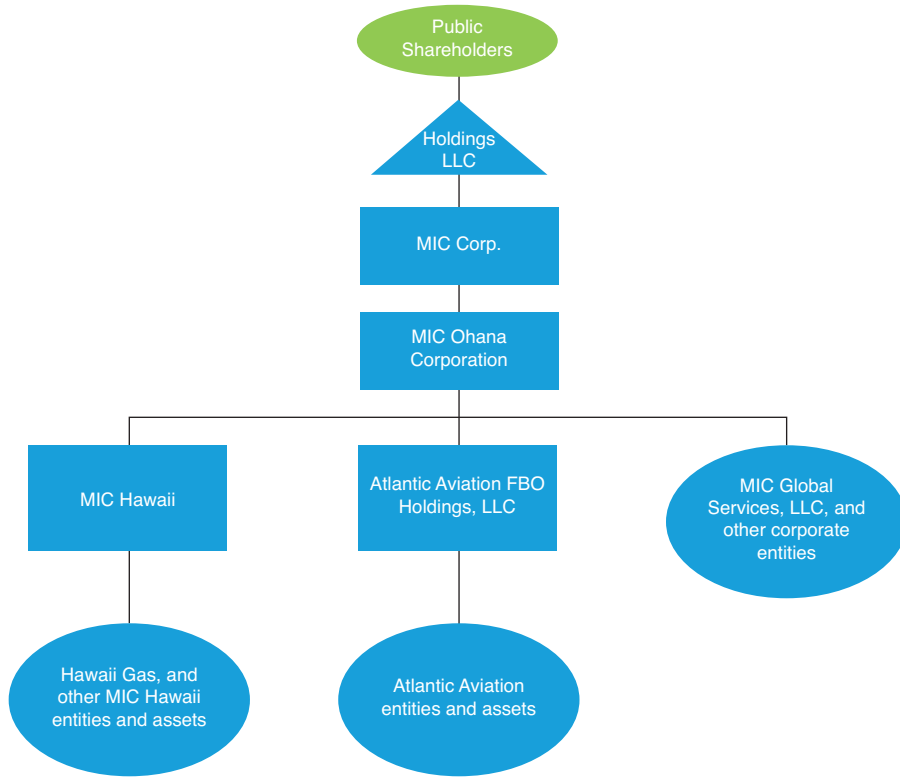 Public
Shareholders
Holdings
LLC
MIC Corp.
MIC Ohana
Corporation
MIC Hawaii
Atlantic Aviation FBO
Holdings, LLC
MIC Global
Services, LLC, and
other corporate
entities
Hawaii Gas, and
other MIC Hawaii
entities and assets
Atlantic Aviation
entities and assets